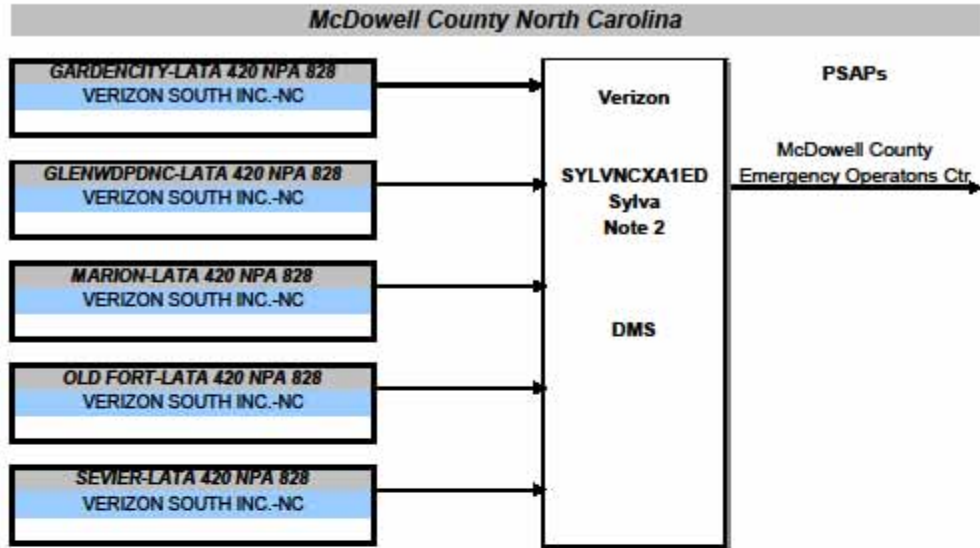 McDowell County North Carolina
GARDENCITY-LATA 420 NPA 828
VERIZON SOUTH INC.-NC
GLENWDPDNC-LATA 420 NPA 828
VERIZON SOUTH INC.-NC
MARION-LATA 420 NPA 828
VERIZON SOUTH INC.-NC
OLD FORT-LATA 420 NPA 828
VERIZON SOUTH INC.-NC
SEVIER-LATA 420 NPA 828
VERIZON SOUTH INC.-NC
Verizon
SYLVNCXA1ED
Sylva
Note 2
DMS
PSAPs
McDowell County
Emergency Operatons Ctr.